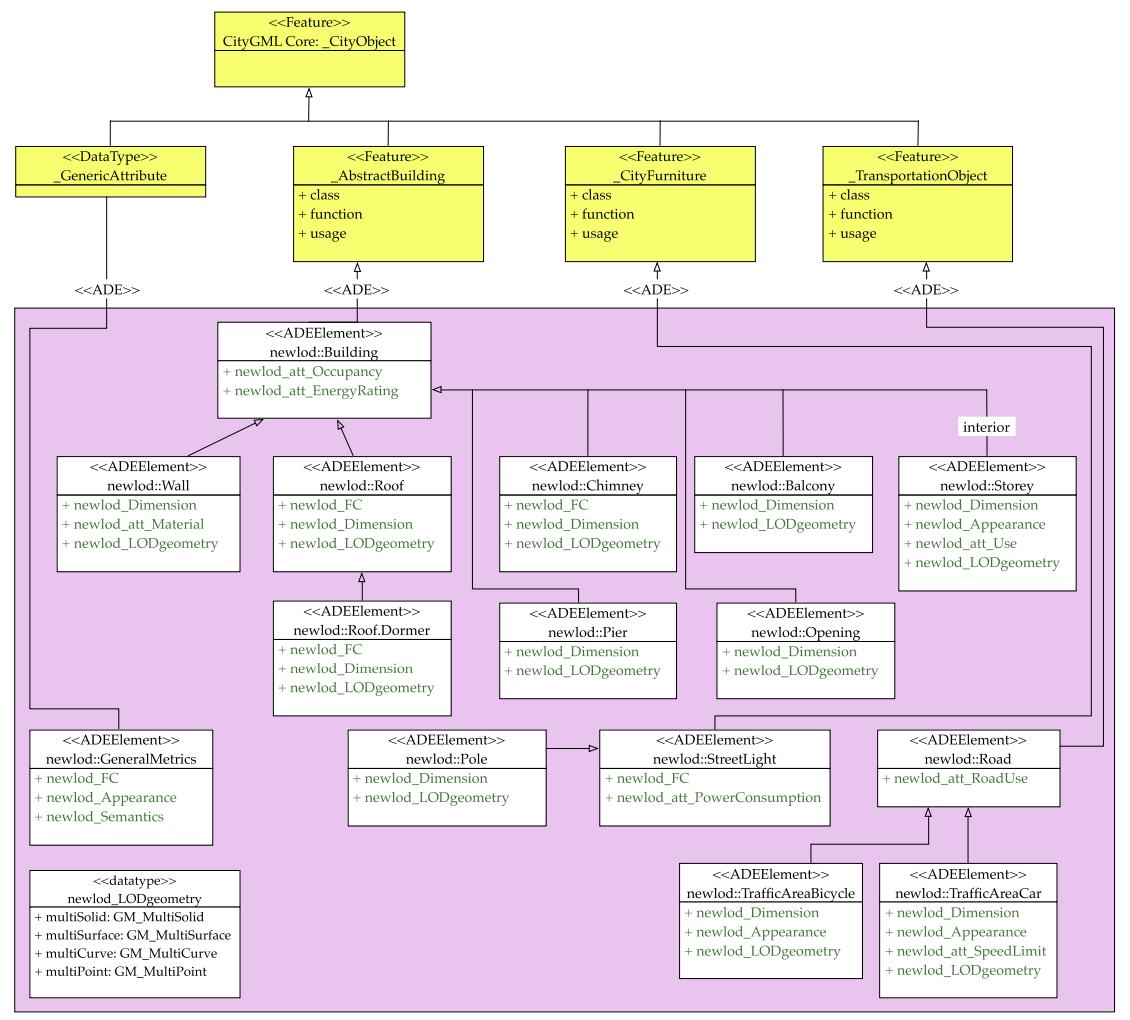 <<Feature>>
CityGML Core: _CityObject
<<DataType>>
_GenericAttribute
<<Feature>>
_AbstractBuilding
+ class
+ function
+ usage
<<Feature>>
_CityFurniture
+ class
+ function
+ usage
<<Feature>>
_TransportationObject
+ class
+ function
+ usage
<<ADE>>
<<ADE>>
<<ADE>>
<<ADE>>
<<ADEElement>>
newlod::Building
+ newlod_att_Occupancy
+ newlod_att_EnergyRating
interior
<<ADEElement>>
newlod::Wall
+ newlod_Dimension
+ newlod_att_Material
+ newlod_LODgeometry
<<ADEElement>>
newlod::Roof
+ newlod_FC
+ newlod_Dimension
+ newlod_LODgeometry
<<ADEElement>>
newlod::Chimney
+ newlod_FC
+ newlod_Dimension
+ newlod_LODgeometry
<<ADEElement>>
newlod::Balcony
+ newlod_Dimension
+ newlod_LODgeometry
<<ADEElement>>
newlod::Storey
+ newlod_Dimension
+ newlod_Appearance
+ newlod_att_Use
+ newlod_LODgeometry
<<ADEElement>>
newlod::Roof.Dormer
+ newlod_FC
+ newlod_Dimension
+ newlod_LODgeometry
<<ADEElement>>
newlod::Pier
+ newlod_Dimension
+ newlod_LODgeometry
<<ADEElement>>
newlod::Opening
+ newlod_Dimension
+ newlod_LODgeometry
<<ADEElement>>
newlod::GeneralMetrics
+ newlod_FC
+ newlod_Appearance
+ newlod_Semantics
<<ADEElement>>
newlod::Pole
+ newlod_Dimension
+ newlod_LODgeometry
<<ADEElement>>
newlod::StreetLight
+ newlod_FC
+ newlod_att_PowerConsumption
<<ADEElement>>
newlod::Road
+ newlod_att_RoadUse
<<datatype>>
newlod_LODgeometry
+ multiSolid: GM_MultiSolid
+ multiSurface: GM_MultiSurface
+ multiCurve: GM_MultiCurve
+ multiPoint: GM_MultiPoint
<<ADEElement>>
newlod::TrafficAreaBicycle
+ newlod_Dimension
+ newlod_Appearance
+ newlod_LODgeometry
<<ADEElement>>
newlod::TrafficAreaCar
+ newlod_Dimension
+ newlod_Appearance
+ newlod_att_SpeedLimit
+ newlod_LODgeometry